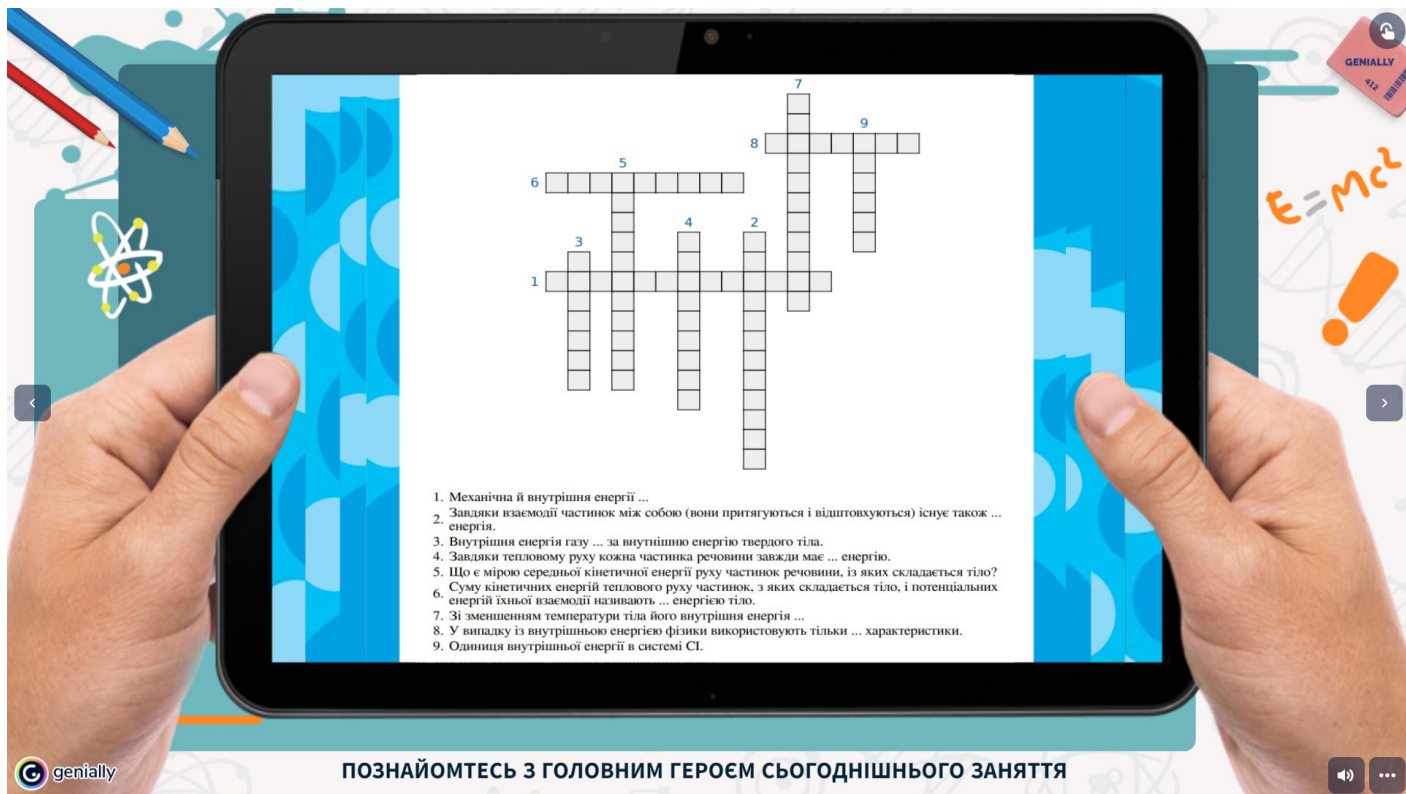 GENIALLY
412
E=Mc²
7
9
8
5
6
4
2
3
1
1. Механічна й внутрішня енергії ...
2. Завдяки взаємодії частинок між собою (вони притягуються і відштовхуються) існує також ...
енергія.
3. Внутрішня енергія газу ... за внутнішню енергію твердого тіла.
4. Завдяки тепловому руху кожна частинка речовини завжди має ... енергію.
5. Що є мірою середньої кінетичної енергії руху частинок речовини, із яких складається тіло?
6. Суму кінетичних енергій теплового руху частинок, з яких складається тіло, і потенціальних
енергій їхньої взаємодії називають ... енергією тіло.
7. Зі зменшенням температури тіла його внутрішня енергія ...
8. У випадку із внутрішньою енергією фізики використовують тільки ... характеристики.
9. Одиниця внутрішньої енергії в системі СІ.
genially
ПОЗНАЙОМТЕСЬ З ГОЛОВНИМ ГЕРОЄМ СЬОГОДНІШНЬОГО ЗАНЯТТЯ